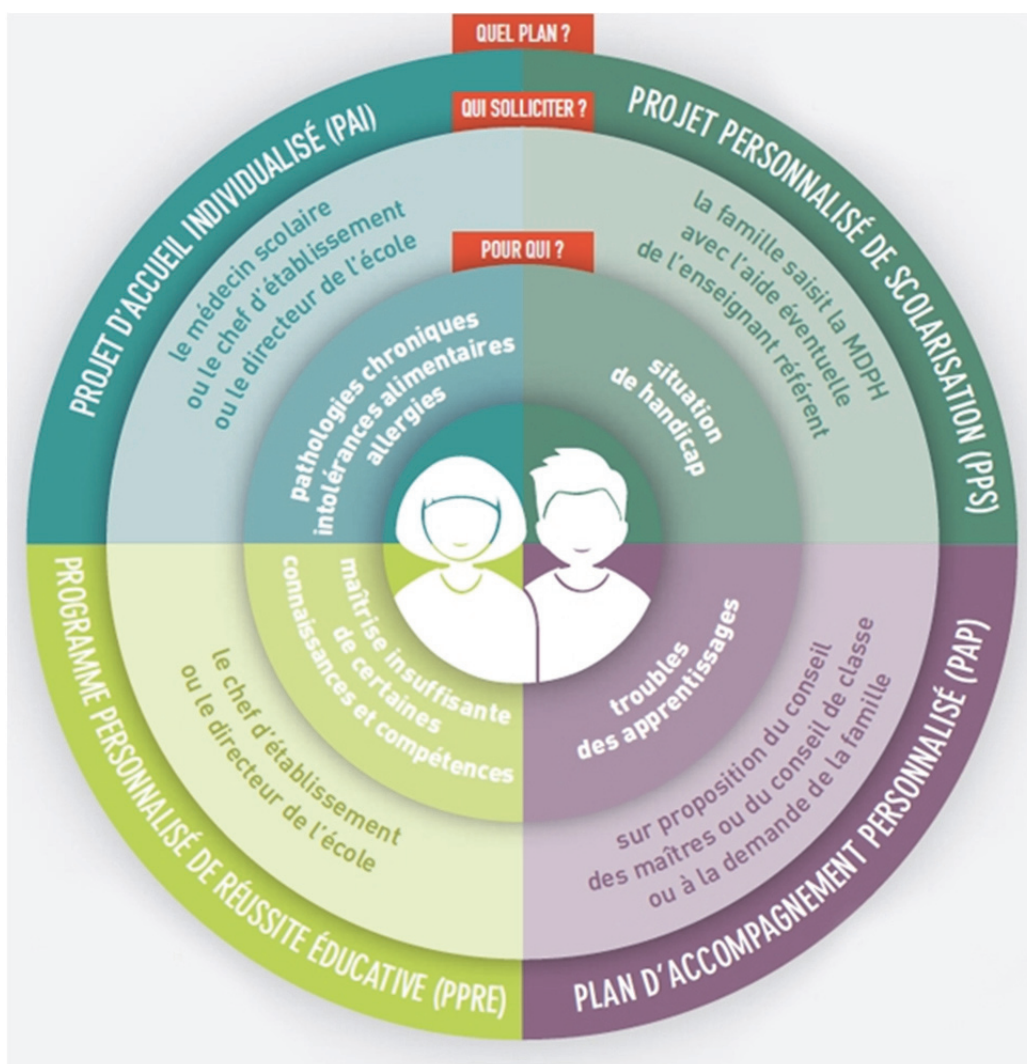 QUEL PLAN ?
QUI SOLLICITER ?
POUR QUI ?
PROJET D'ACCUEIL INDIVIDUALISÉ (PAI)
le médecin scolaire
ou le chef d'établissement
ou le directeur de l'école
pathologies chroniques
intolérances alimentaires
allergies
PROJET PERSONNALISÉ DE SCOLARISATION (PPS)
la famille saisit la MDPH
avec l'aide éventuelle
de l'enseignant référent
situation
de handicap
PROGRAMME PERSONNALISÉ DE RÉUSSITE ÉDUCATIVE (PPRE)
le chef d'établissement
ou le directeur de l'école
maîtrise insuffisante
de certaines
connaissances et compétences
PLAN D'ACCOMPAGNEMENT PERSONNALISÉ (PAP)
sur proposition du conseil
des maîtres ou du conseil de classe
ou à la demande de la famille
troubles
des apprentissages